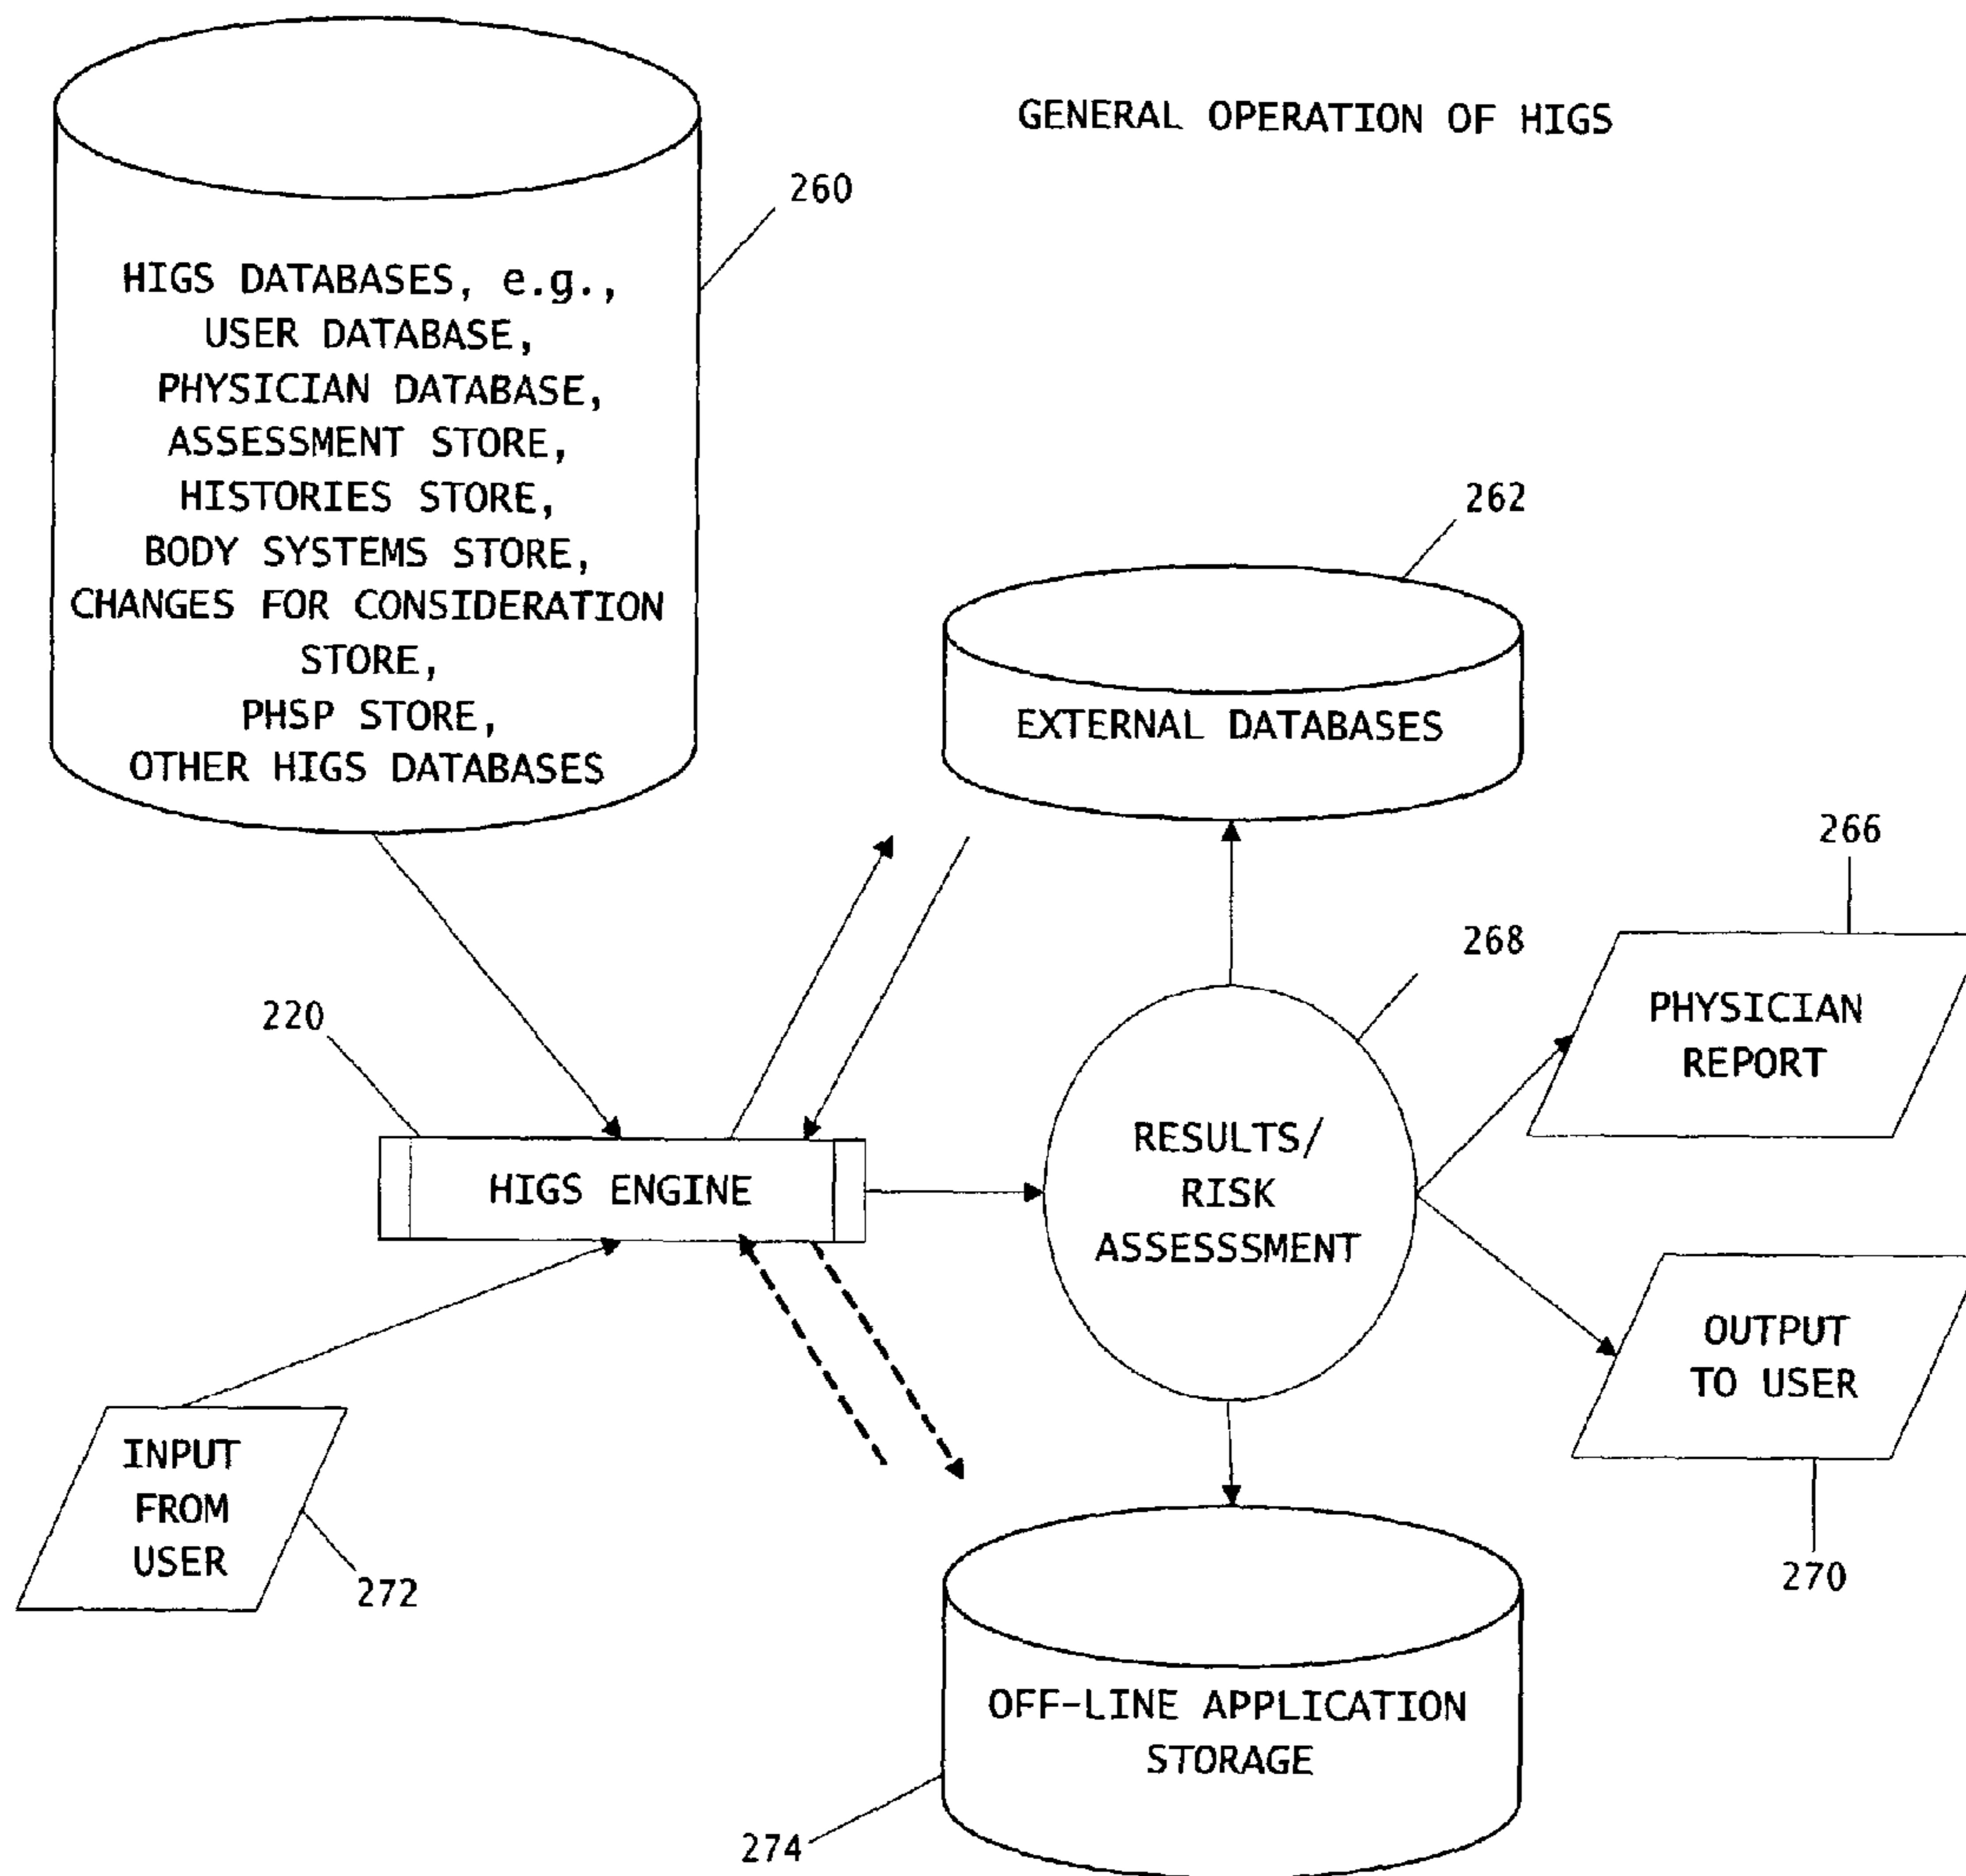 GENERAL OPERATION OF HIGS
260
HIGS DATABASES, e.g.,
USER DATABASE,
PHYSICIAN DATABASE,
ASSESSMENT STORE,
HISTORIES STORE,
BODY SYSTEMS STORE,
CHANGES FOR CONSIDERATION
STORE,
PHSP STORE,
OTHER HIGS DATABASES
262
EXTERNAL DATABASES
266
PHYSICIAN
REPORT
268
RESULTS/
RISK
ASSESSSMENT
220
HIGS ENGINE
OUTPUT
TO USER
270
INPUT
FROM
USER
272
OFF-LINE APPLICATION
STORAGE
274